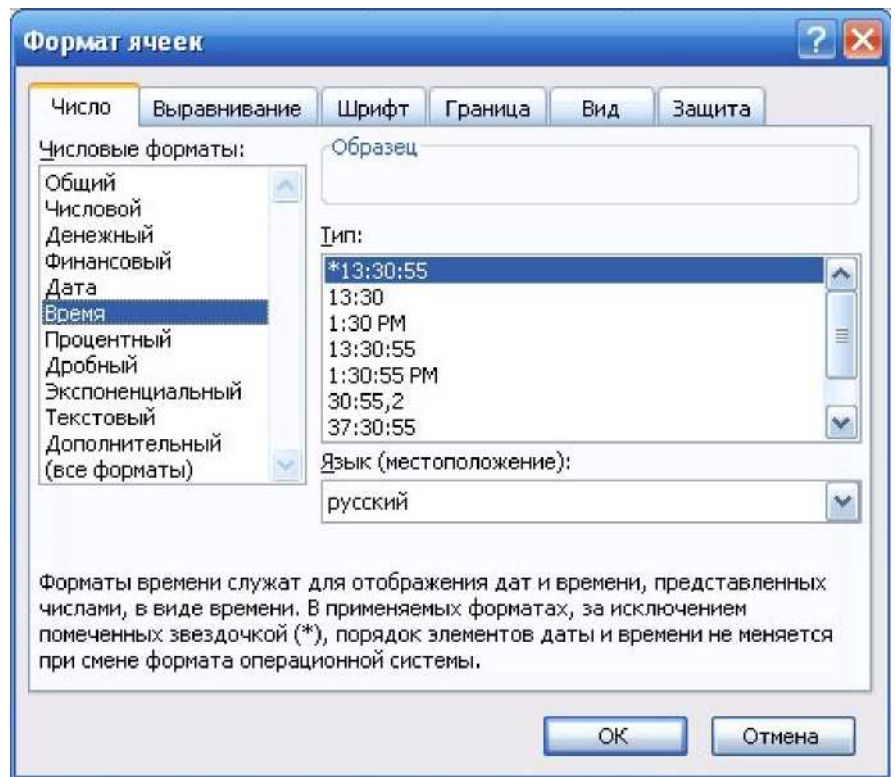 Формат ячеек
Число Выравнивание Шрифт Граница Вид Защита
Числовые форматы:
Общий
Числовой
Денежный
Финансовый
Дата
Время
Процентный
Дробный
Экспоненциальный
Текстовый
Дополнительный
(все форматы)
Образец
Тип:
*13:30:55
13:30
1:30 PM
13:30:55
1:30:55 PM
30:55,2
37:30:55
Язык (местоположение):
русский
Форматы времени служат для отображения дат и времени, представленных
числами, в виде времени. В применяемых форматах, за исключением
помеченных звездочкой (*), порядок элементов даты и времени не меняется
при смене формата операционной системы.
ОК Отмена